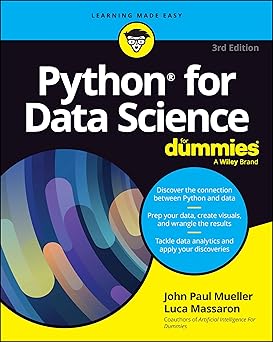 LEARNING MADE EASY
3rd Edition
Python® for
Data Science
for
dummies®
A Wiley Brand
Discover the connection
between Python and data
Prep your data, create visuals,
and wrangle the results
Tackle data analytics and
apply your discoveries
John Paul Mueller
Luca Massaron
Coauthors of Artificial Intelligence For
Dummies